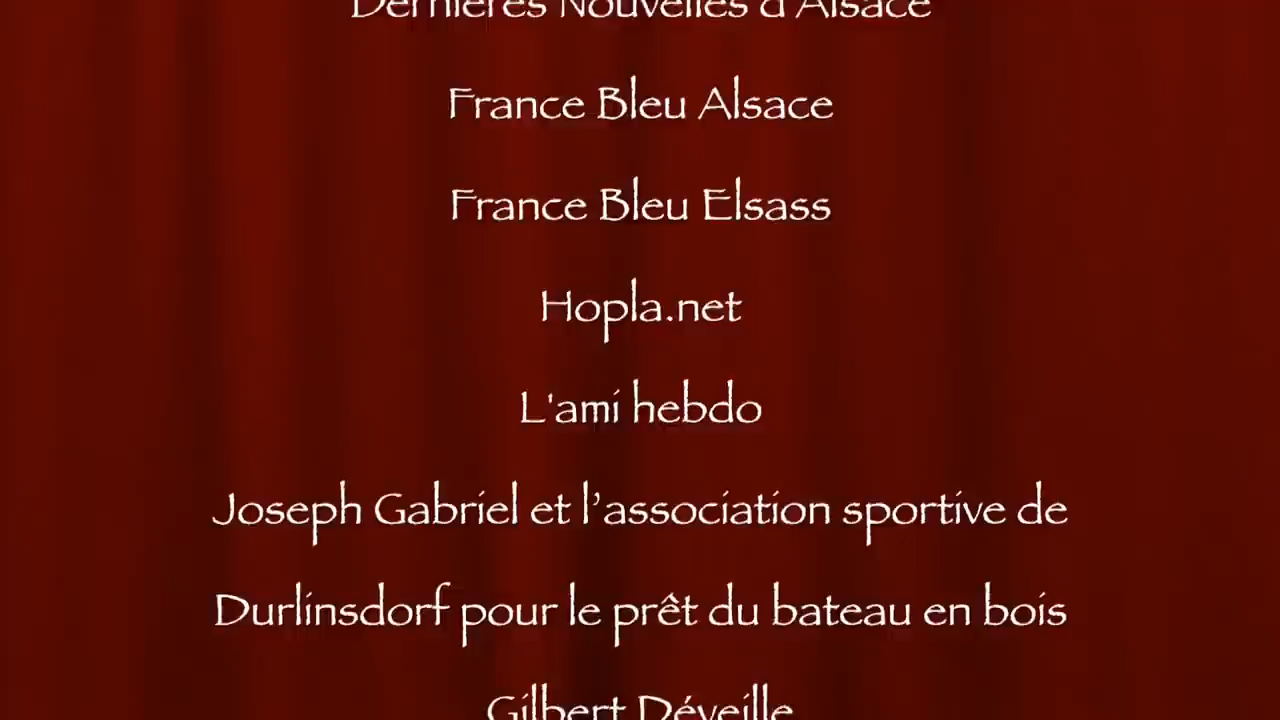 Dernières Nouvelles d'Alsace
France Bleu Alsace
France Bleu Elsass
Hopla.net
L'ami hebdo
Joseph Gabriel et l’association sportive de
Durlinsdorf pour le prêt du bateau en bois
Gilbert Déveille